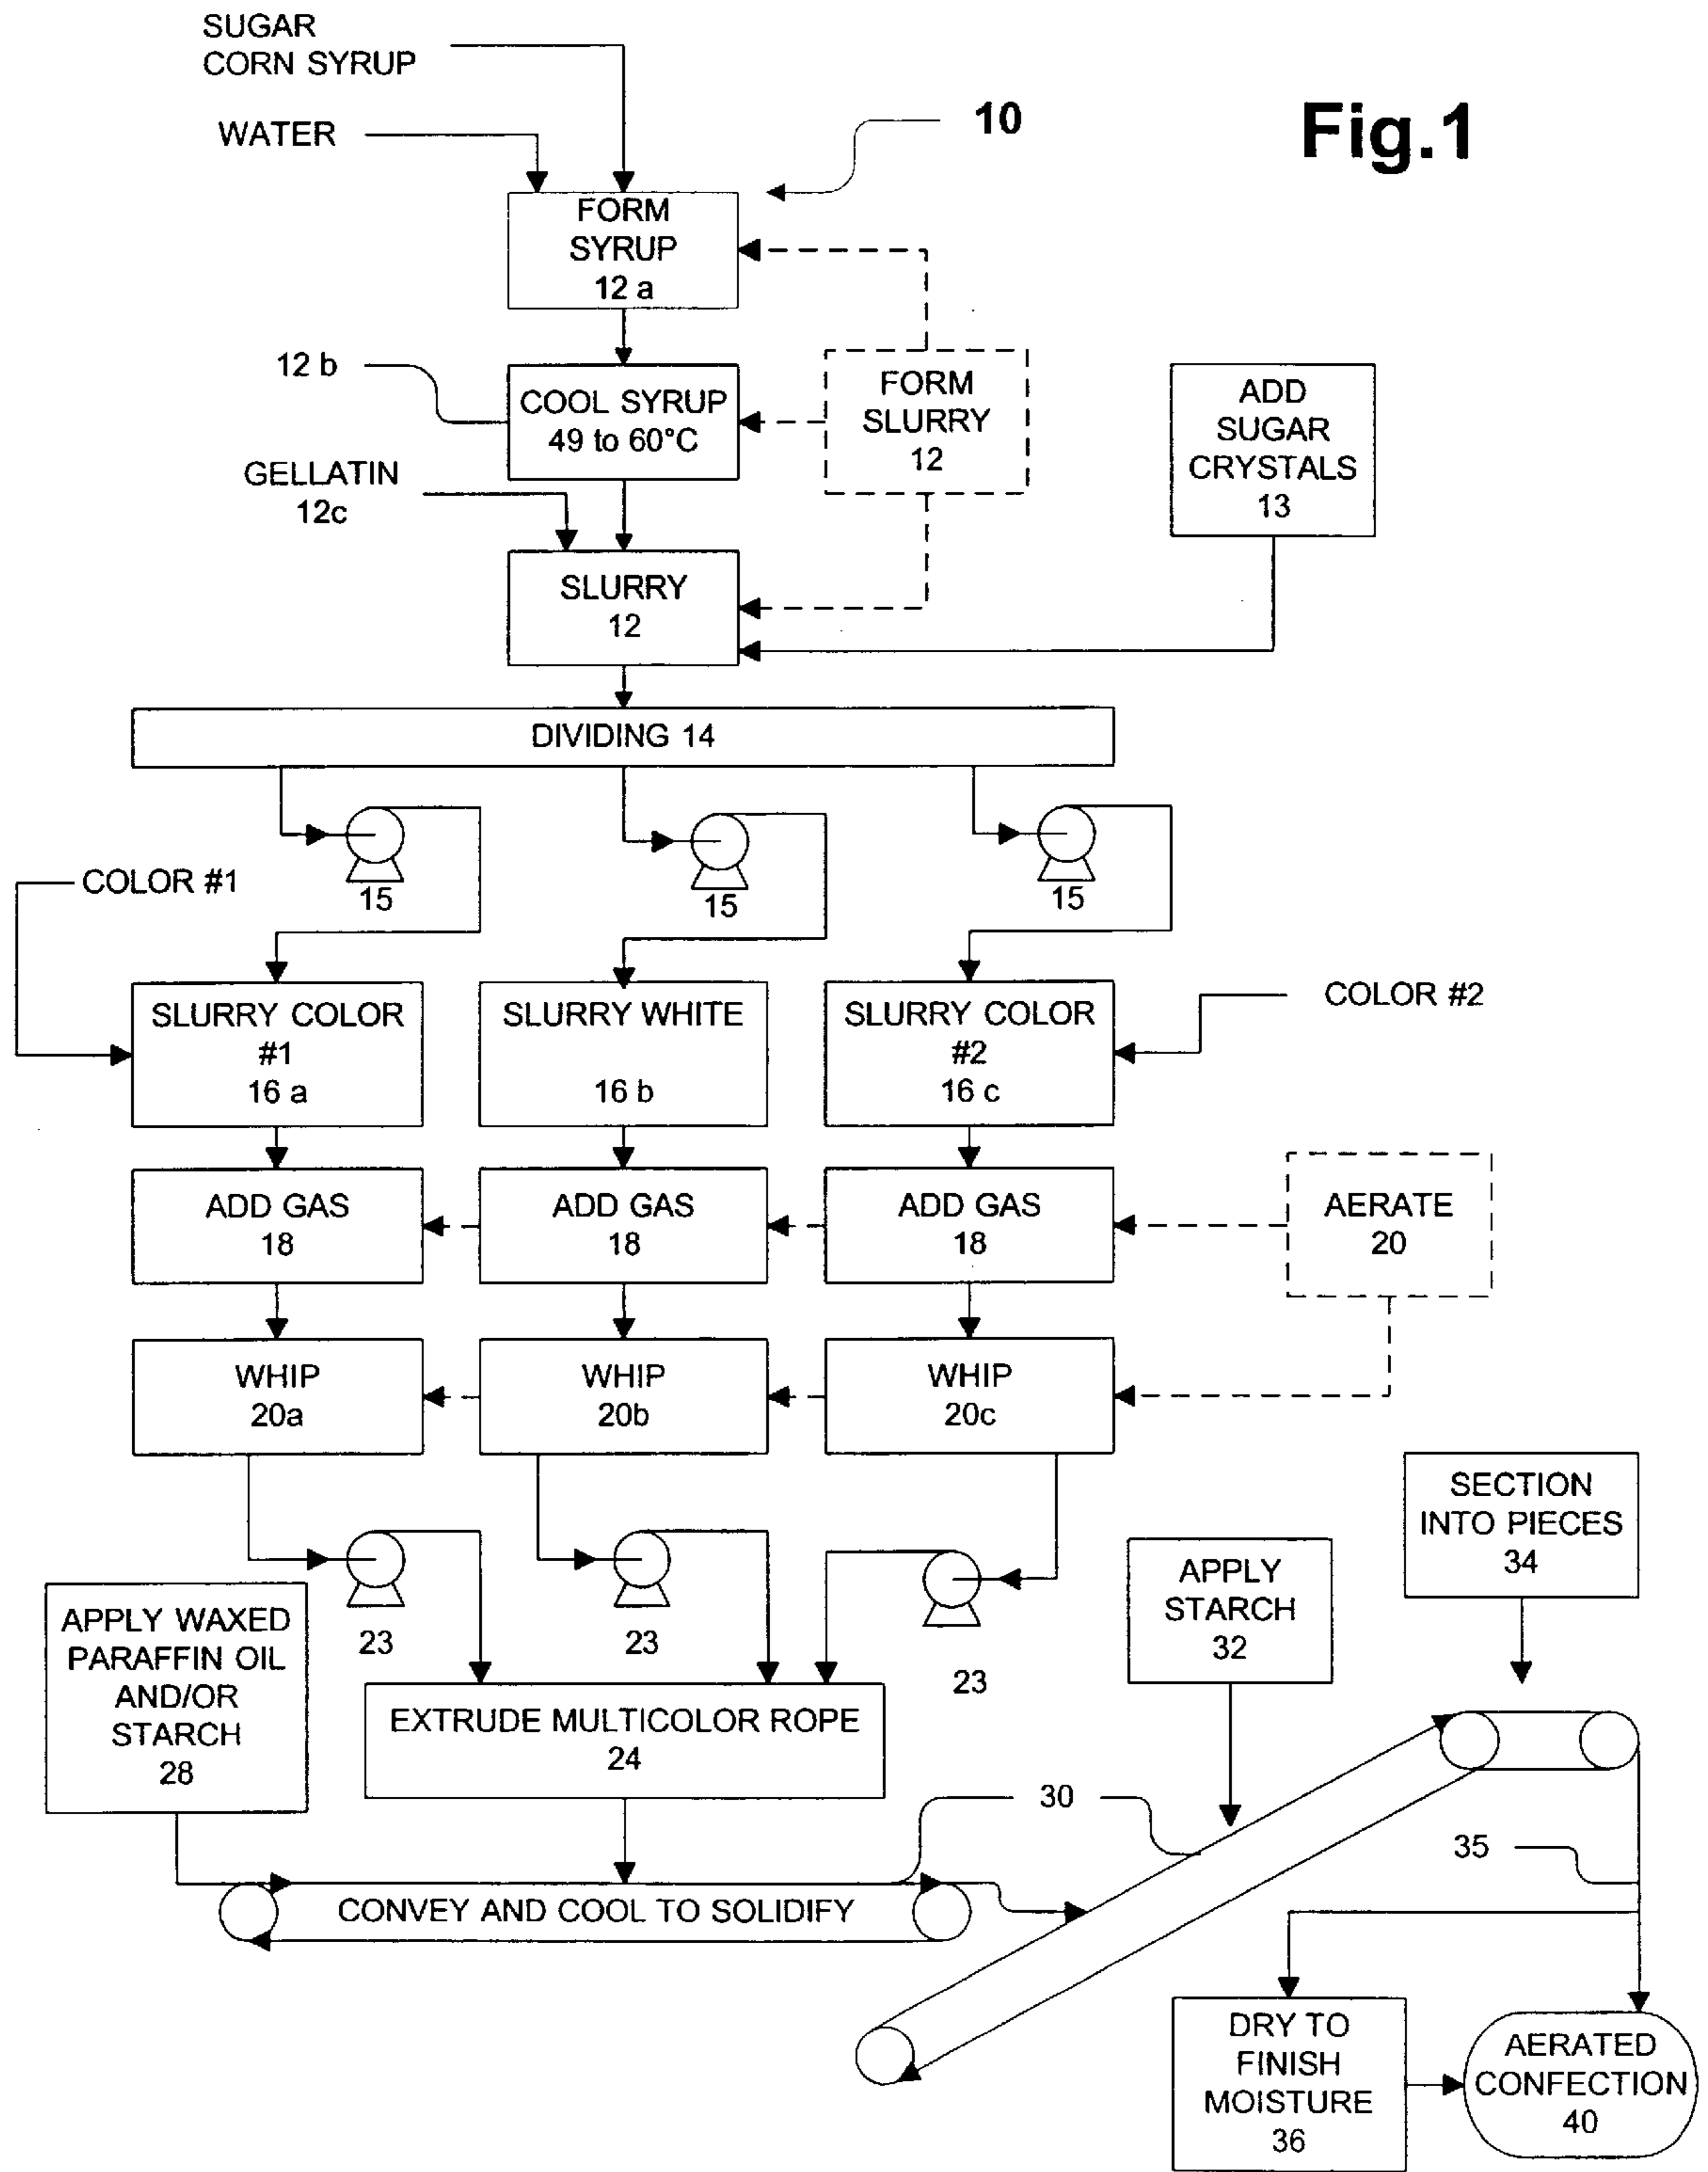 SUGAR
CORN SYRUP
WATER
10
Fig.1
FORM
SYRUP
12 a
12 b
COOL SYRUP
49 to 60°C
FORM
SLURRY
12
ADD
SUGAR
CRYSTALS
13
GELLATIN
12c
SLURRY
12
DIVIDING 14
15
15
15
COLOR #1
SLURRY COLOR
#1
16 a
SLURRY WHITE
16 b
SLURRY COLOR
#2
16 c
COLOR #2
ADD GAS
18
ADD GAS
18
ADD GAS
18
AERATE
20
WHIP
20a
WHIP
20b
WHIP
20c
23
23
23
APPLY WAXED
PARAFFIN OIL
AND/OR
STARCH
28
EXTRUDE MULTICOLOR ROPE
24
APPLY
STARCH
32
SECTION
INTO PIECES
34
30
35
CONVEY AND COOL TO SOLIDIFY
DRY TO
FINISH
MOISTURE
36
AERATED
CONFECTION
40